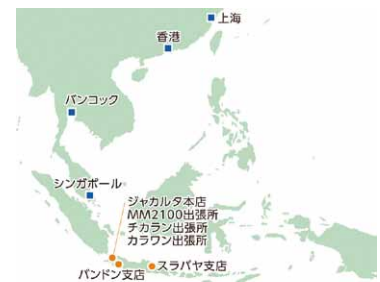 上海
香港
バンコック
シンガポール
ジャカルタ本店
MM2100出張所
チカラン出張所
カラワン出張所
スラバヤ支店
バンドン支店